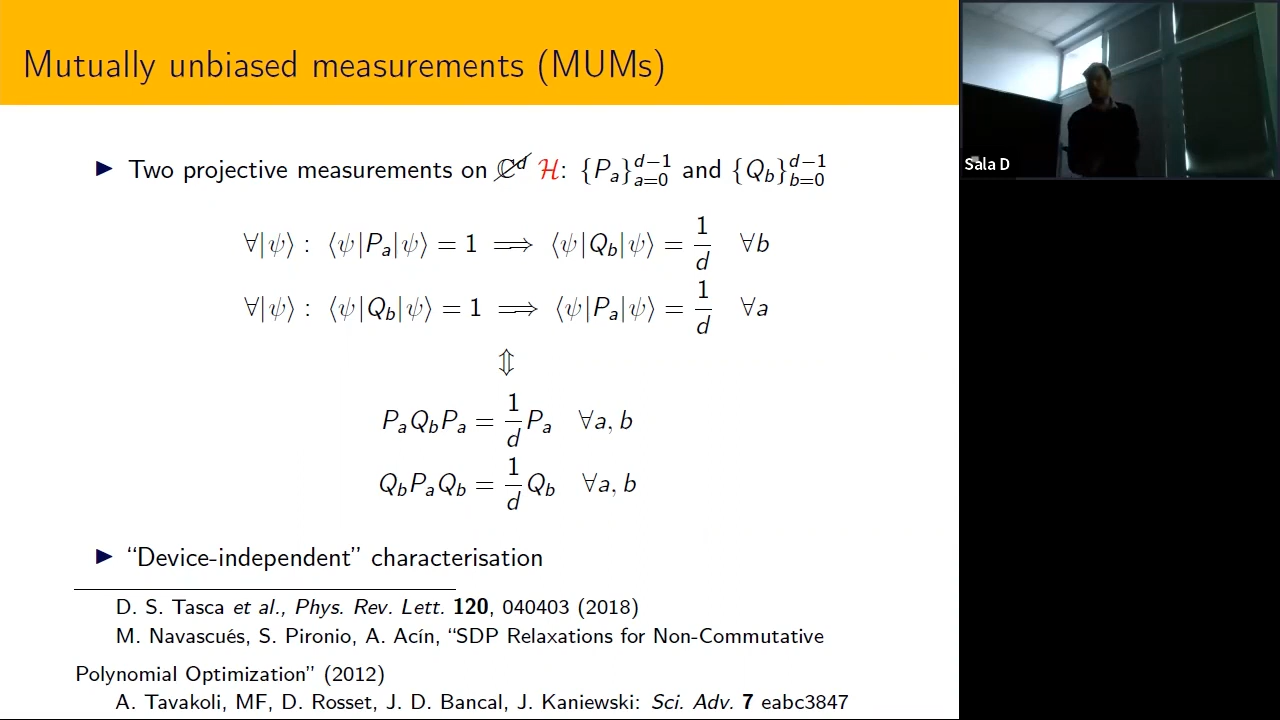 Mutually unbiased measurements (MUMs)
Sala D
▶ Two projective measurements on ℂ̸ᵈ ℋ: {Pₐ}_{a=0}^{d−1} and {Q_b}_{b=0}^{d−1}
∀|ψ⟩ : ⟨ψ|Pₐ|ψ⟩ = 1 ⟹ ⟨ψ|Q_b|ψ⟩ = 1/d ∀b
∀|ψ⟩ : ⟨ψ|Q_b|ψ⟩ = 1 ⟹ ⟨ψ|Pₐ|ψ⟩ = 1/d ∀a
⇕
PₐQ_bPₐ = 1/d Pₐ ∀a, b
Q_bPₐQ_b = 1/d Q_b ∀a, b
▶ “Device-independent” characterisation
D. S. Tasca et al., Phys. Rev. Lett. 120, 040403 (2018)
M. Navascués, S. Pironio, A. Acín, “SDP Relaxations for Non-Commutative
Polynomial Optimization” (2012)
A. Tavakoli, MF, D. Rosset, J. D. Bancal, J. Kaniewski: Sci. Adv. 7 eabc3847